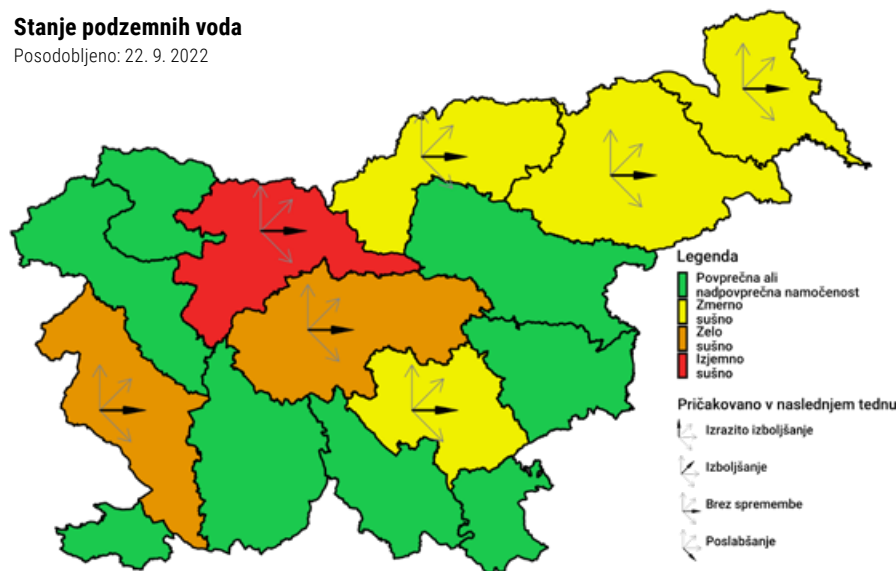 Stanje podzemnih voda
Posodobljeno: 22. 9. 2022
Legenda
Povprečna ali
nadpovprečna namočenost
Zmerno
sušno
Zelo
sušno
Izjemno
sušno
Pričakovano v naslednjem tednu
Izrazito izboljšanje
Izboljšanje
Brez spremembe
Poslabšanje